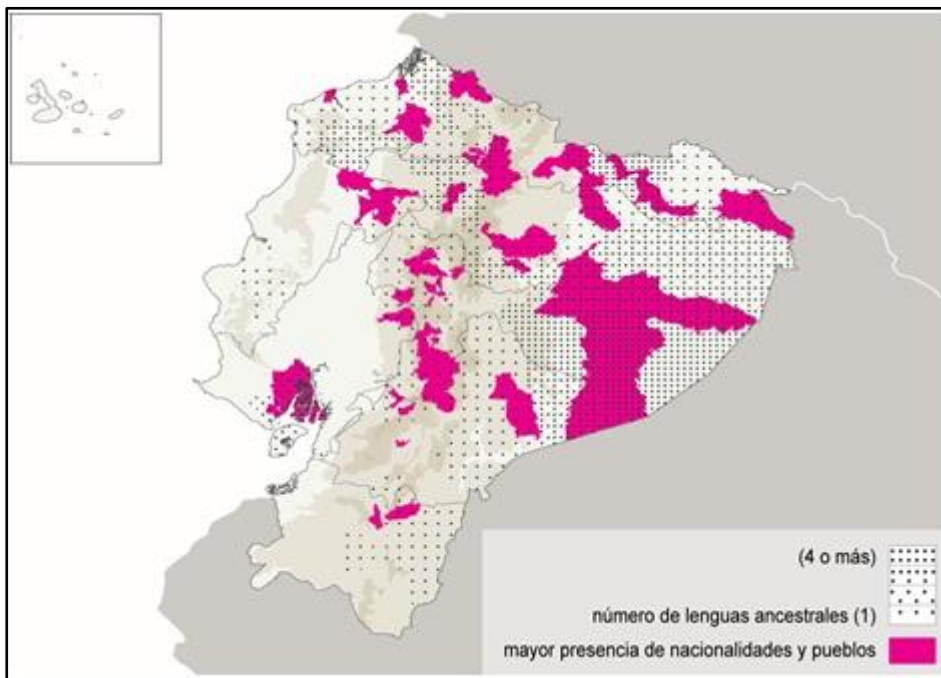 (4 o más)
número de lenguas ancestrales (1)
mayor presencia de nacionalidades y pueblos